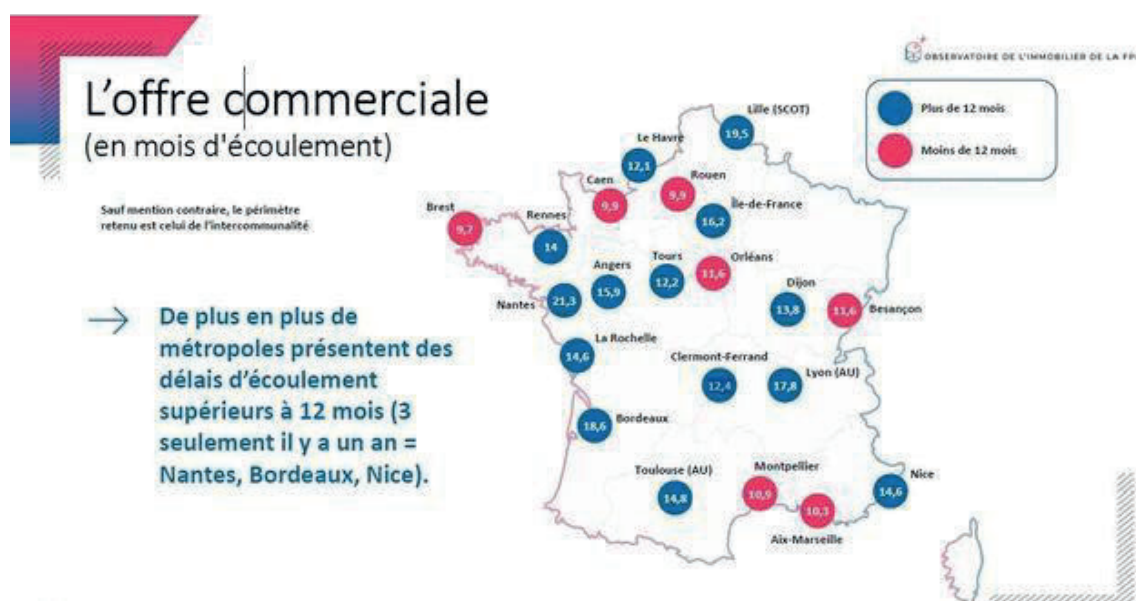 OBSERVATOIRE DE L'IMMOBILIER DE LA FPI
L'offre commerciale
(en mois d'écoulement)
Plus de 12 mois
Moins de 12 mois
Sauf mention contraire, le périmètre
retenu est celui de l'intercommunalité
De plus en plus de
métropoles présentent des
délais d'écoulement
supérieurs à 12 mois (3
seulement il y a un an =
Nantes, Bordeaux, Nice).
Lille (SCOT)
19,5
Le Havre
12,1
Rouen
9,9
Caen
9,9
Île-de-France
16,2
Brest
9,7
Rennes
14
Angers
15,9
Tours
12,2
Orléans
11,6
Nantes
21,3
Dijon
13,8
Besançon
11,6
La Rochelle
14,6
Clermont-Ferrand
12,4
Lyon (AU)
17,8
Bordeaux
18,6
Toulouse (AU)
14,8
Montpellier
10,9
Aix-Marseille
10,3
Nice
14,6